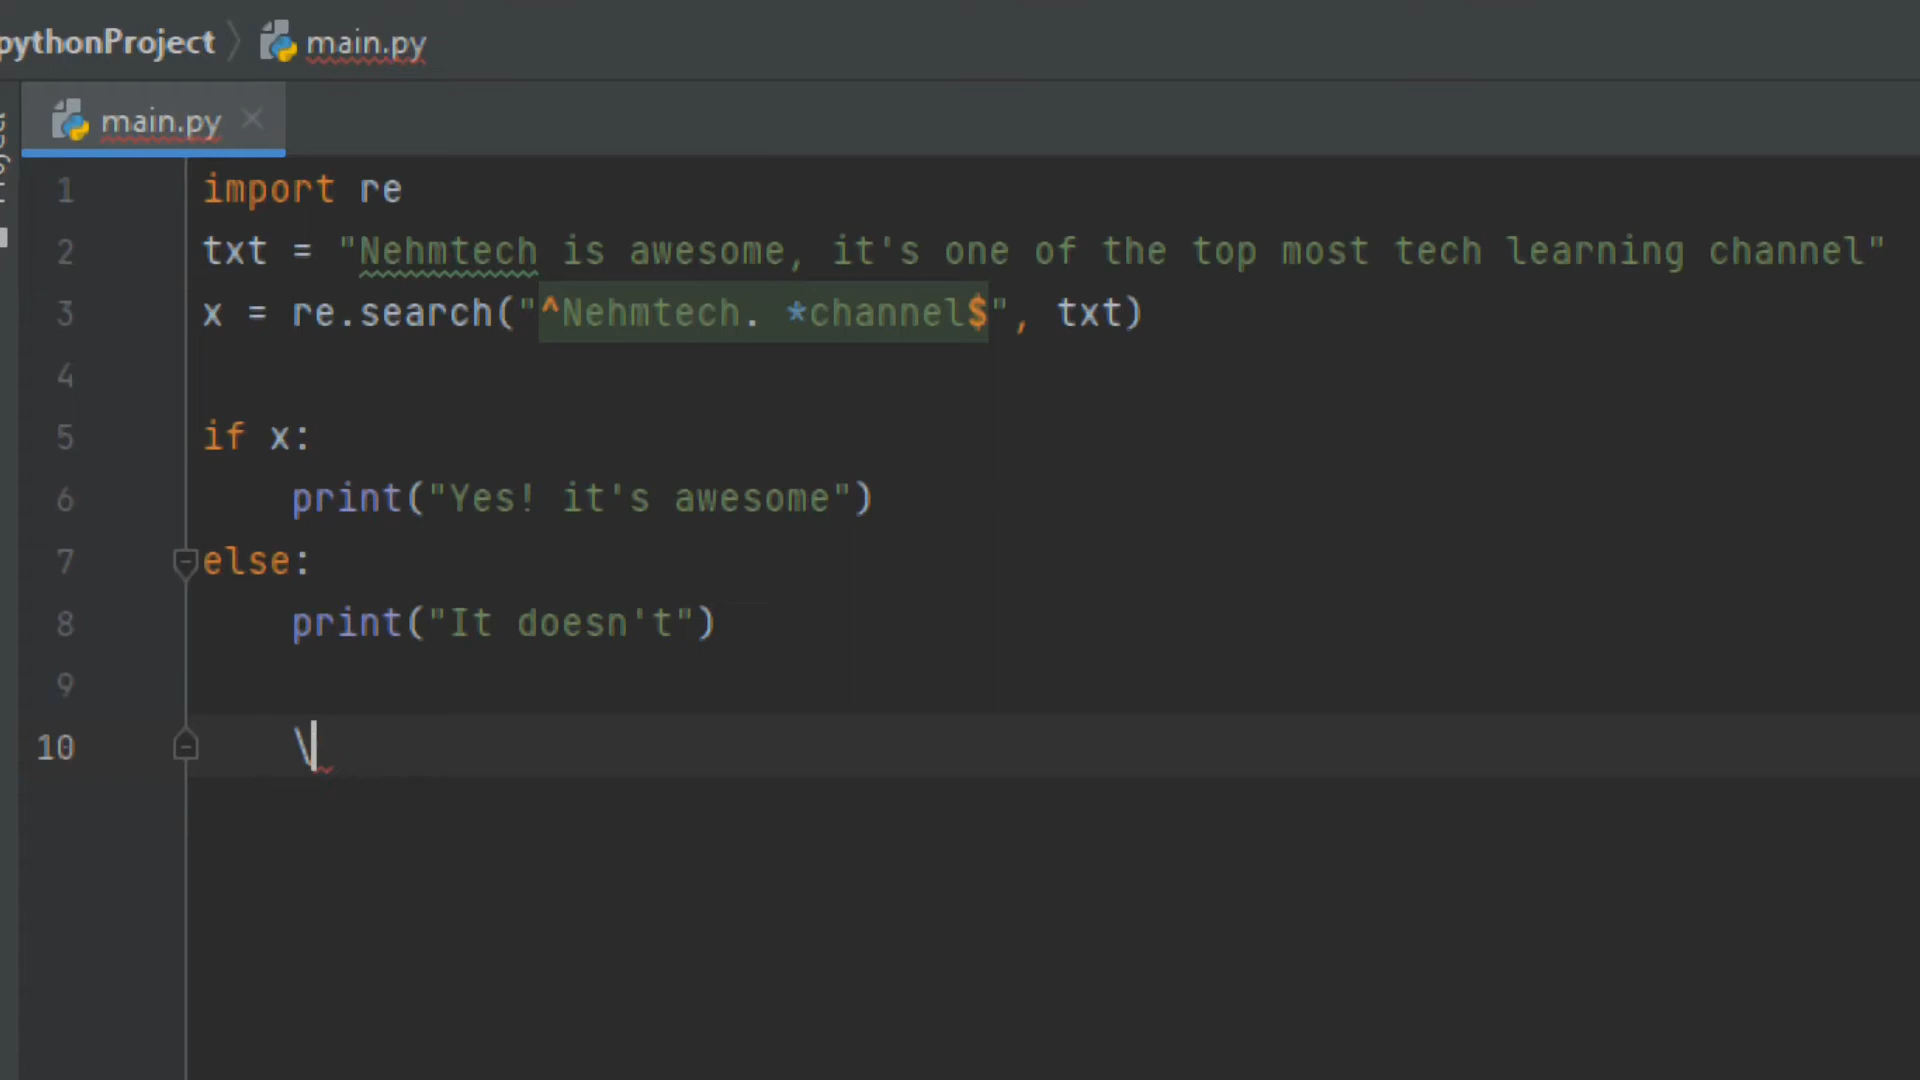 pythonProject main.py
main.py
Project
1 import re
2 txt = "Nehmtech is awesome, it's one of the top most tech learning channel"
3 x = re.search("^Nehmtech. *channel$", txt)
4
5 if x:
6     print("Yes! it's awesome")
7 else:
8     print("It doesn't")
9
10     \